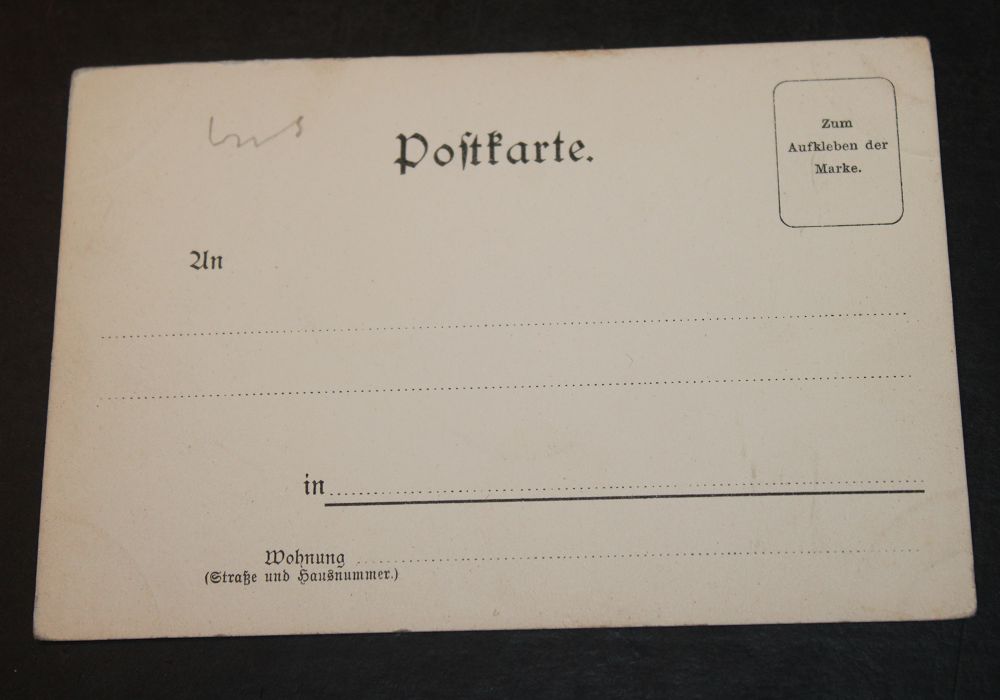 Postkarte.
Zum
Aufkleben der
Marke.
An
in
Wohnung
(Straße und Hausnummer.)